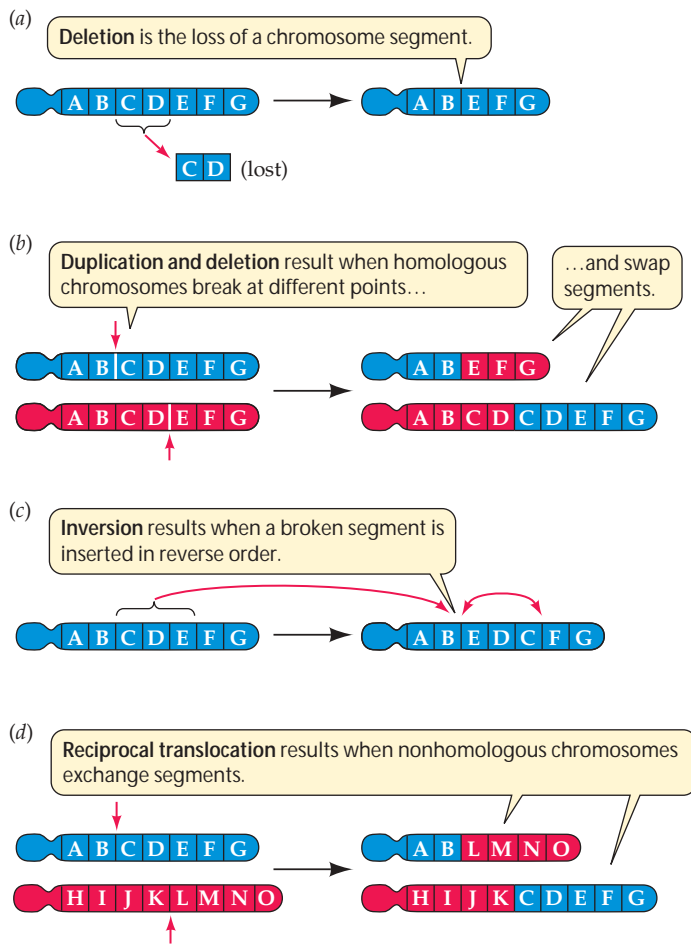 (a)
Deletion is the loss of a chromosome segment.
A B C D E F G
A B E F G
C D (lost)
(b)
Duplication and deletion result when homologous
chromosomes break at different points…
…and swap
segments.
A B C D E F G
A B E F G
A B C D E F G
A B C D C D E F G
(c)
Inversion results when a broken segment is
inserted in reverse order.
A B C D E F G
A B E D C F G
(d)
Reciprocal translocation results when nonhomologous chromosomes
exchange segments.
A B C D E F G
A B L M N O
H I J K L M N O
H I J K C D E F G